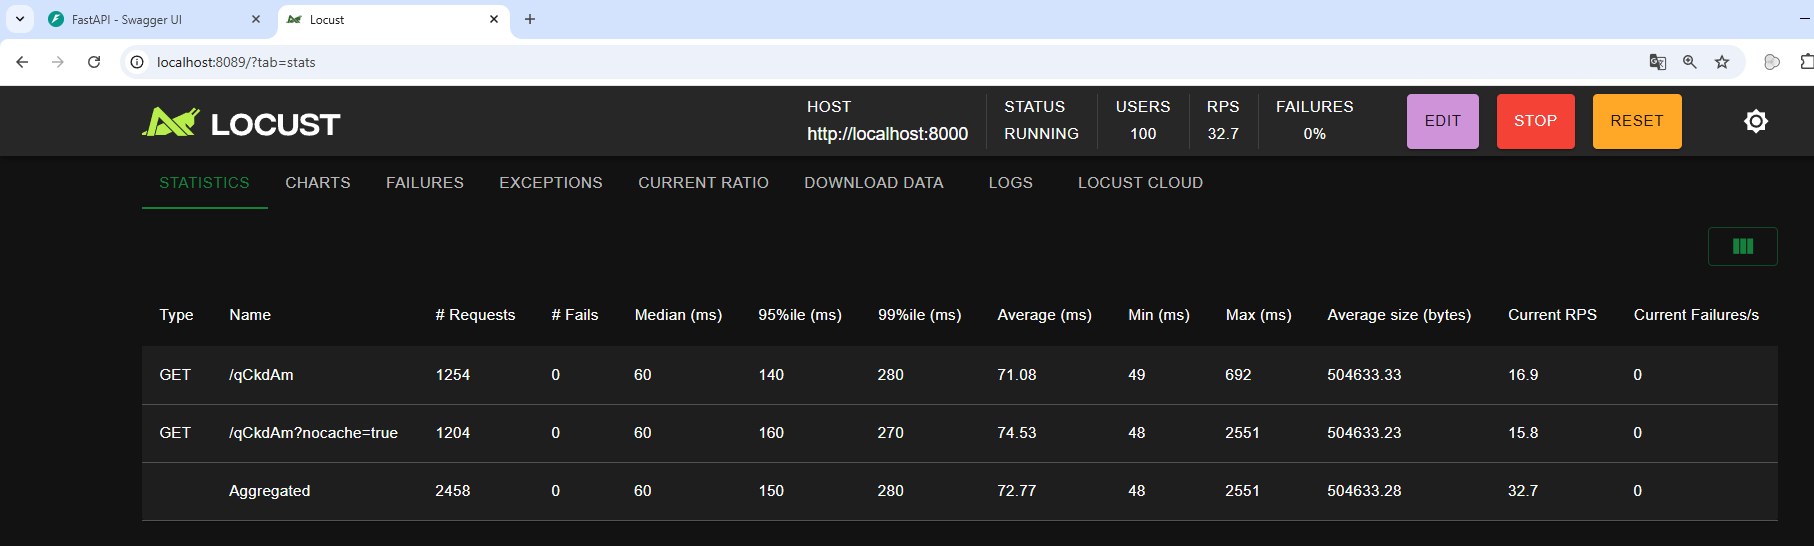 FastAPI - Swagger UI
Locust
localhost:8089/?tab=stats
LOCUST
HOST
http://localhost:8000
STATUS
RUNNING
USERS
100
RPS
32.7
FAILURES
0%
EDIT
STOP
RESET
STATISTICS CHARTS FAILURES EXCEPTIONS CURRENT RATIO DOWNLOAD DATA LOGS LOCUST CLOUD
Type Name # Requests # Fails Median (ms) 95%ile (ms) 99%ile (ms) Average (ms) Min (ms) Max (ms) Average size (bytes) Current RPS Current Failures/s
GET /qCkdAm 1254 0 60 140 280 71.08 49 692 504633.33 16.9 0
GET /qCkdAm?nocache=true 1204 0 60 160 270 74.53 48 2551 504633.23 15.8 0
Aggregated 2458 0 60 150 280 72.77 48 2551 504633.28 32.7 0